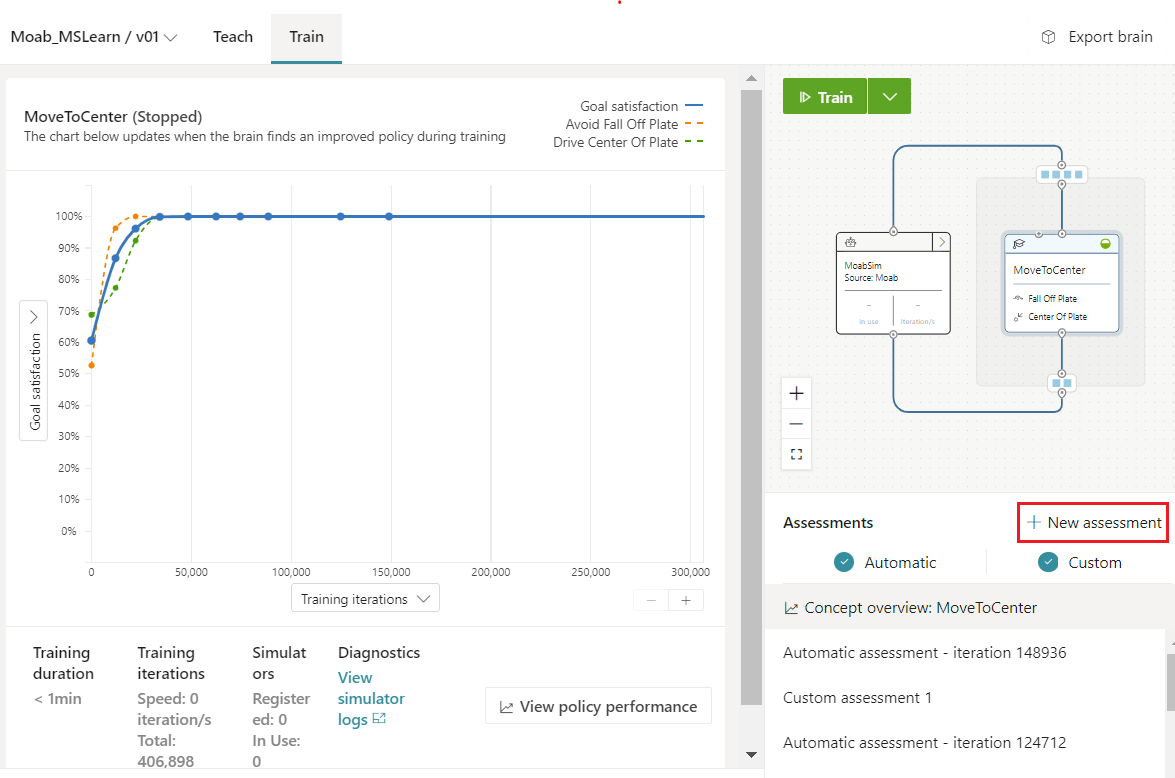 Moab_MSLearn / v01
Teach
Train
Export brain
MoveToCenter (Stopped)
The chart below updates when the brain finds an improved policy during training
Goal satisfaction
Avoid Fall Off Plate
Drive Center Of Plate
100%
90%
80%
70%
60%
50%
40%
30%
20%
10%
0%
Goal satisfaction
0
50,000
100,000
150,000
200,000
250,000
300,000
Training iterations
Training
duration
< 1min
Training
iterations
Speed: 0
iteration/s
Total:
406,898
Simulat
ors
Register
ed: 0
In Use:
0
Diagnostics
View
simulator
logs
View policy performance
Train
MoabSim
Source: Moab
--
In use
--
Iteration/s
MoveToCenter
Fall Off Plate
Center Of Plate
Assessments
New assessment
Automatic
Custom
Concept overview: MoveToCenter
Automatic assessment - iteration 148936
Custom assessment 1
Automatic assessment - iteration 124712